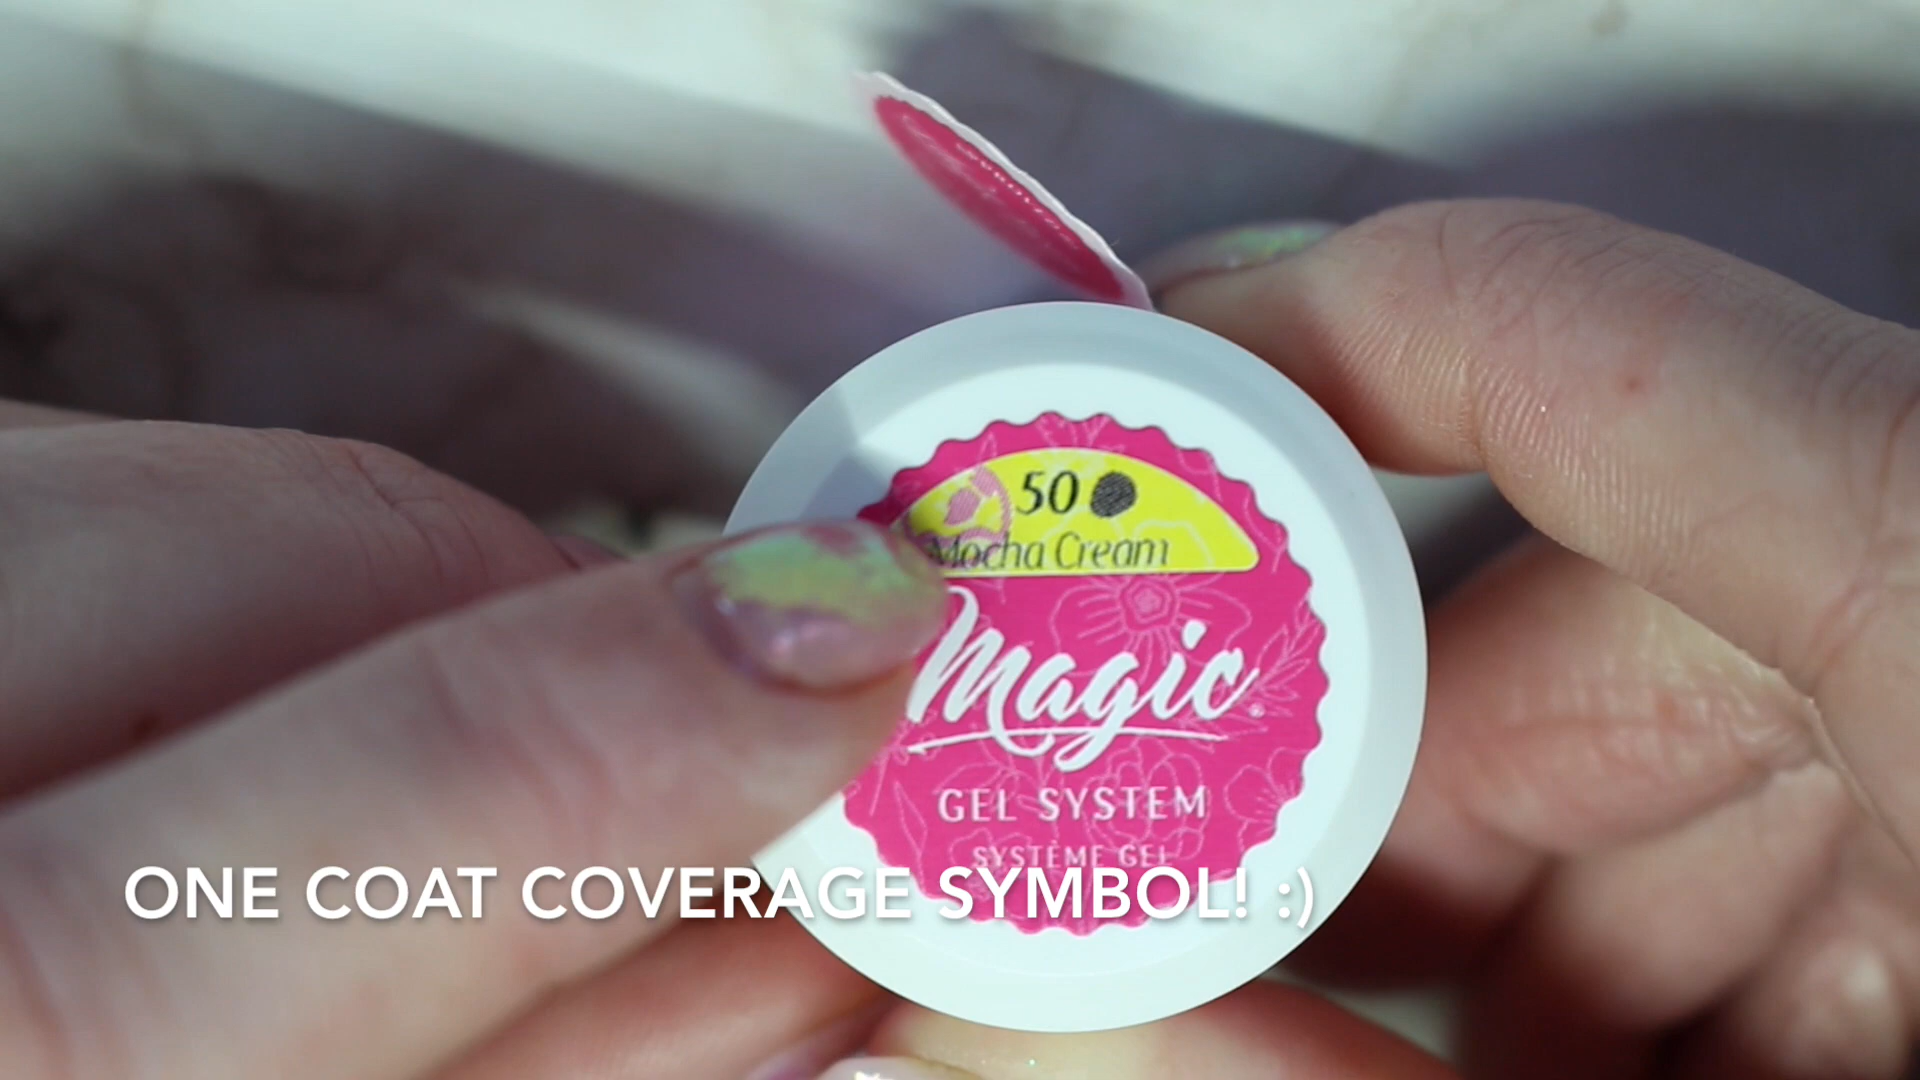 50
Mocha Cream
Magic
GEL SYSTEM
SYSTÈME GEL
ONE COAT COVERAGE SYMBOL! :)